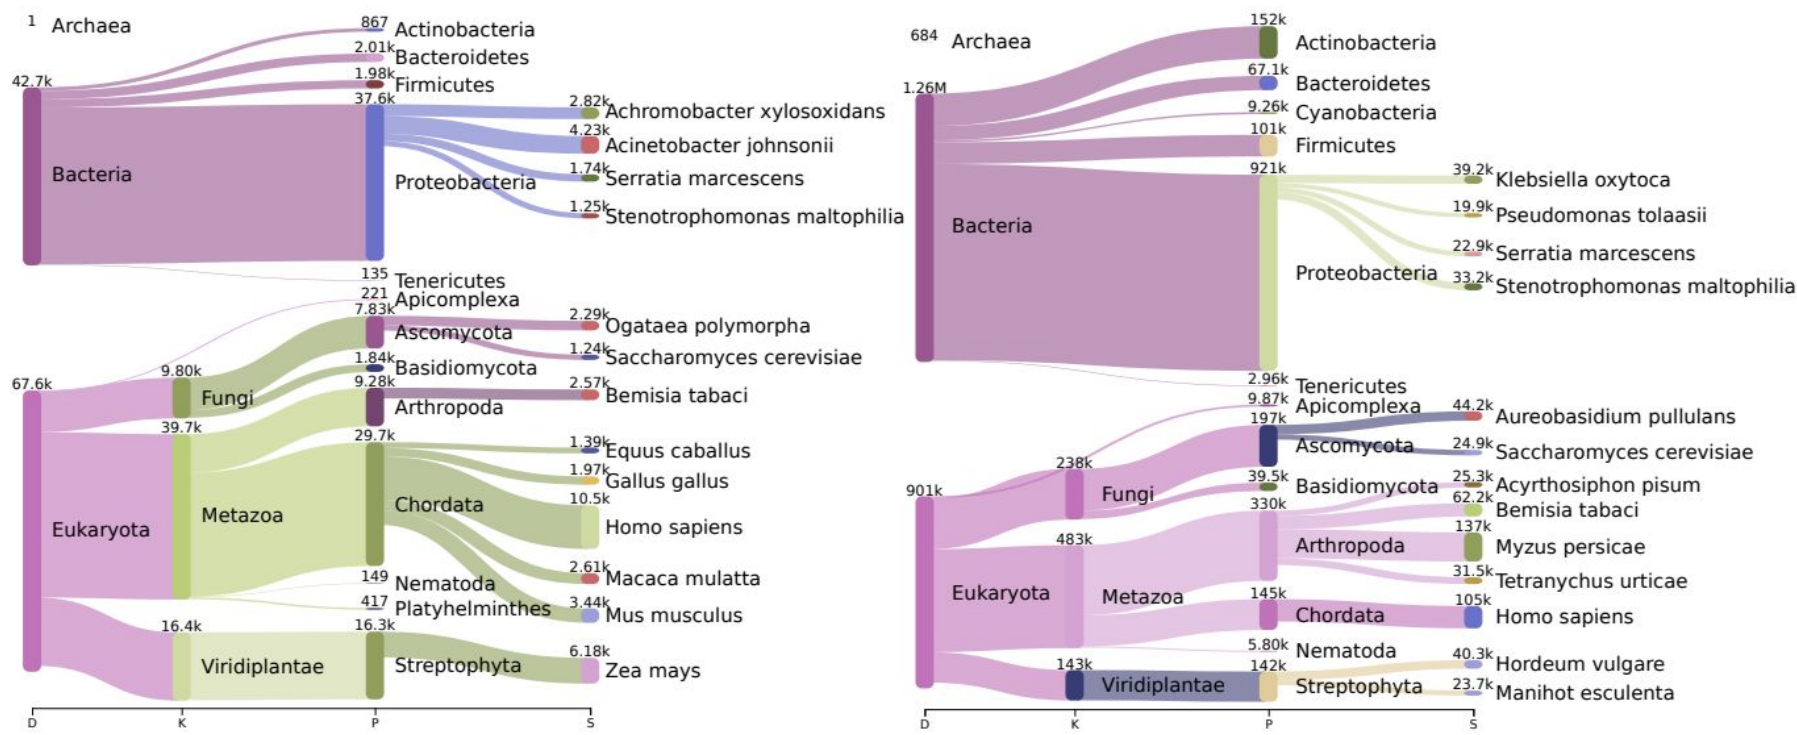 1 Archaea
867 Actinobacteria
2.01k Bacteroidetes
1.98k Firmicutes
42.7k Bacteria
37.6k Proteobacteria
2.82k Achromobacter xylosoxidans
4.23k Acinetobacter johnsonii
1.74k Serratia marcescens
1.25k Stenotrophomonas maltophilia
135 Tenericutes
221 Apicomplexa
7.83k Ascomycota
2.29k Ogataea polymorpha
1.24k Saccharomyces cerevisiae
1.84k Basidiomycota
67.6k Eukaryota
9.80k Fungi
9.28k Arthropoda
2.57k Bemisia tabaci
39.7k Metazoa
29.7k Chordata
1.39k Equus caballus
1.97k Gallus gallus
10.5k Homo sapiens
2.61k Macaca mulatta
3.44k Mus musculus
149 Nematoda
417 Platyhelminthes
16.4k Viridiplantae
16.3k Streptophyta
6.18k Zea mays
D K P S
684 Archaea
152k Actinobacteria
67.1k Bacteroidetes
9.26k Cyanobacteria
101k Firmicutes
1.26M Bacteria
921k Proteobacteria
39.2k Klebsiella oxytoca
19.9k Pseudomonas tolaasii
22.9k Serratia marcescens
33.2k Stenotrophomonas maltophilia
2.96k Tenericutes
9.87k Apicomplexa
197k Ascomycota
44.2k Aureobasidium pullulans
24.9k Saccharomyces cerevisiae
238k Fungi
39.5k Basidiomycota
901k Eukaryota
483k Metazoa
330k Arthropoda
25.3k Acyrthosiphon pisum
62.2k Bemisia tabaci
137k Myzus persicae
31.5k Tetranychus urticae
145k Chordata
105k Homo sapiens
5.80k Nematoda
143k Viridiplantae
142k Streptophyta
40.3k Hordeum vulgare
23.7k Manihot esculenta
D K P S